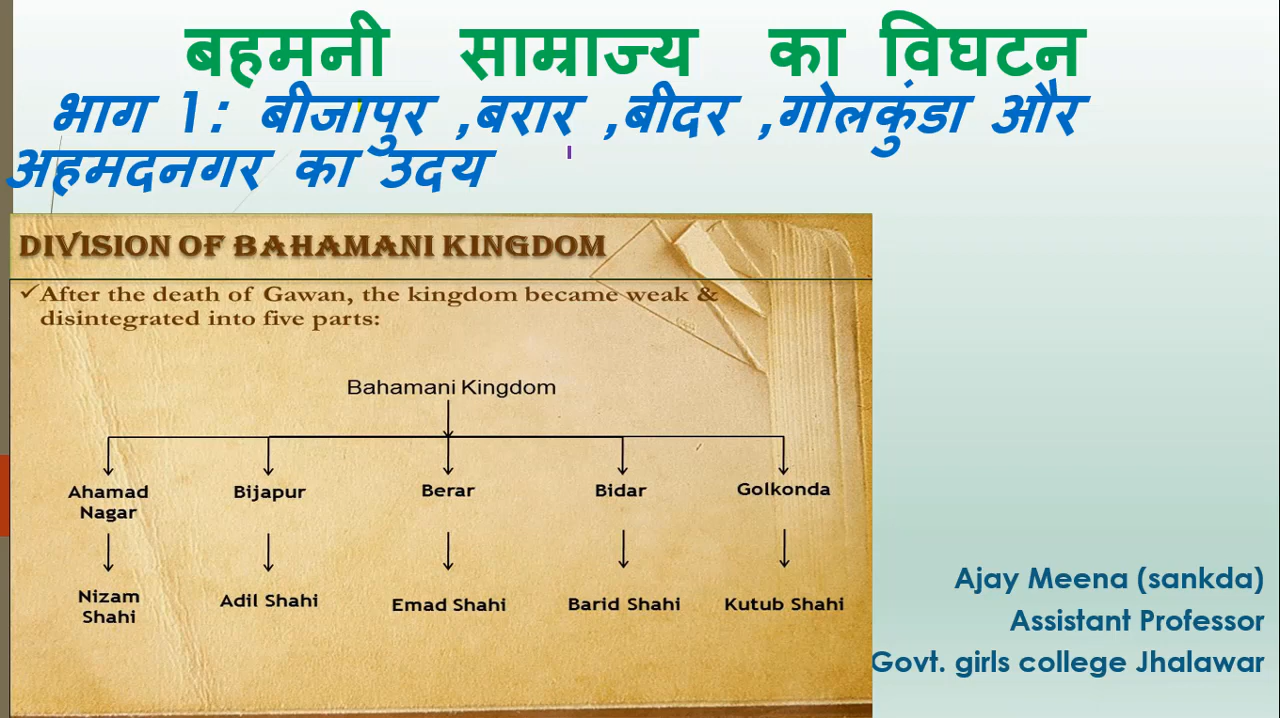 बहमनी साम्राज्य का विघटन
भाग 1: बीजापुर ,बरार ,बीदर ,गोलकुंडा और
अहमदनगर का उदय
DIVISION OF BAHAMANI KINGDOM
✓After the death of Gawan, the kingdom became weak &
disintegrated into five parts:
Bahamani Kingdom
Ahamad Nagar
Bijapur
Berar
Bidar
Golkonda
Nizam Shahi
Adil Shahi
Emad Shahi
Barid Shahi
Kutub Shahi
Ajay Meena (sankda)
Assistant Professor
Govt. girls college Jhalawar